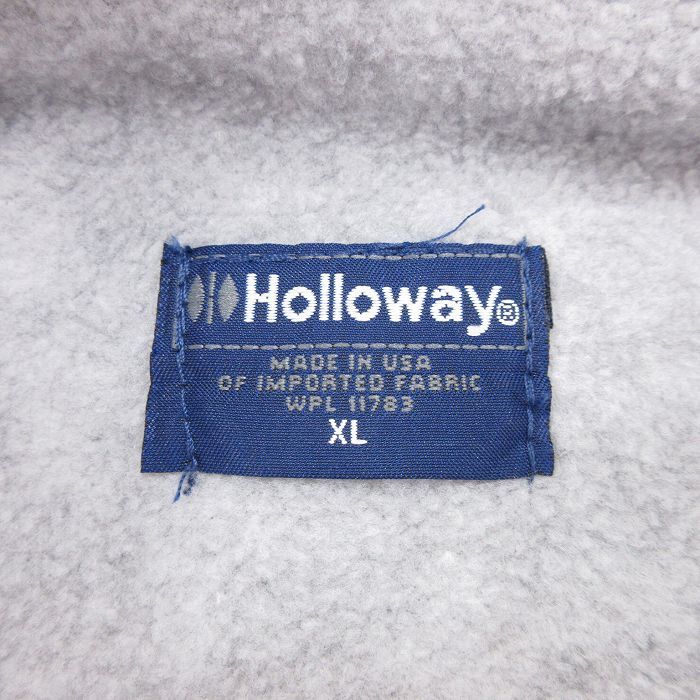 Holloway®
MADE IN USA
OF IMPORTED FABRIC
WPL 11783
XL